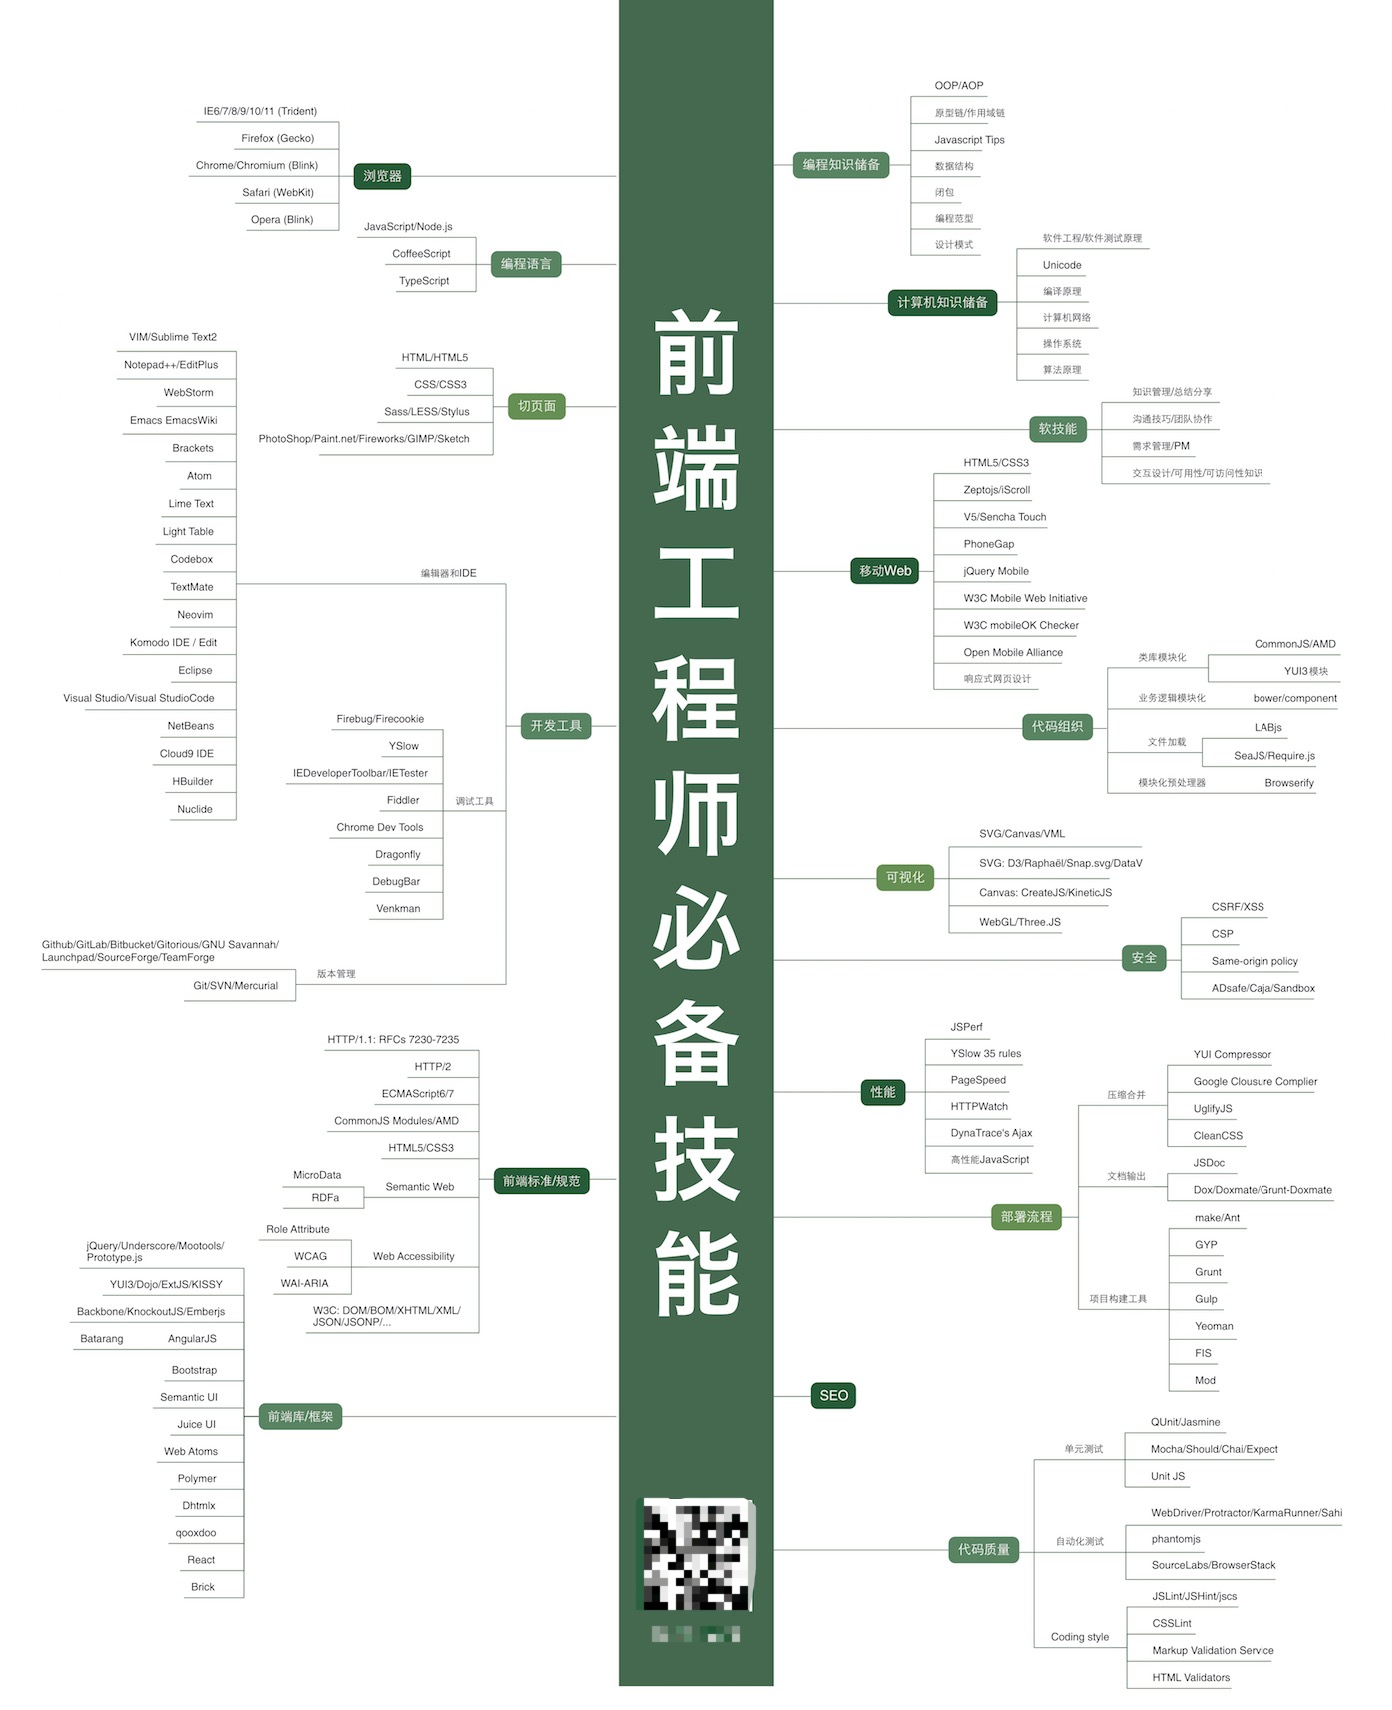 前端工程师必备技能
浏览器
IE6/7/8/9/10/11 (Trident)
Firefox (Gecko)
Chrome/Chromium (Blink)
Safari (WebKit)
Opera (Blink)
编程语言
JavaScript/Node.js
CoffeeScript
TypeScript
切页面
HTML/HTML5
CSS/CSS3
Sass/LESS/Stylus
PhotoShop/Paint.net/Fireworks/GIMP/Sketch
开发工具
编辑器和IDE
VIM/Sublime Text2
Notepad++/EditPlus
WebStorm
Emacs EmacsWiki
Brackets
Atom
Lime Text
Light Table
Codebox
TextMate
Neovim
Komodo IDE / Edit
Eclipse
Visual Studio/Visual StudioCode
NetBeans
Cloud9 IDE
HBuilder
Nuclide
调试工具
Firebug/Firecookie
YSlow
IEDeveloperToolbar/IETester
Fiddler
Chrome Dev Tools
Dragonfly
DebugBar
Venkman
版本管理
Github/GitLab/Bitbucket/Gitorious/GNU Savannah/
Launchpad/SourceForge/TeamForge
Git/SVN/Mercurial
前端标准/规范
HTTP/1.1: RFCs 7230-7235
HTTP/2
ECMAScript6/7
CommonJS Modules/AMD
HTML5/CSS3
Semantic Web
MicroData
RDFa
Web Accessibility
Role Attribute
WCAG
WAI-ARIA
W3C: DOM/BOM/XHTML/XML/
JSON/JSONP/...
前端库/框架
jQuery/Underscore/Mootools/
Prototype.js
YUI3/Dojo/ExtJS/KISSY
Backbone/KnockoutJS/Emberjs
Batarang AngularJS
Bootstrap
Semantic UI
Juice UI
Web Atoms
Polymer
Dhtmlx
qooxdoo
React
Brick
编程知识储备
OOP/AOP
原型链/作用域链
Javascript Tips
数据结构
闭包
编程范型
设计模式
计算机知识储备
软件工程/软件测试原理
Unicode
编译原理
计算机网络
操作系统
算法原理
软技能
知识管理/总结分享
沟通技巧/团队协作
需求管理/PM
交互设计/可用性/可访问性知识
移动Web
HTML5/CSS3
Zeptojs/iScroll
V5/Sencha Touch
PhoneGap
jQuery Mobile
W3C Mobile Web Initiative
W3C mobileOK Checker
Open Mobile Alliance
响应式网页设计
代码组织
类库模块化
CommonJS/AMD
YUI3模块
业务逻辑模块化
bower/component
文件加载
LABjs
SeaJS/Require.js
模块化预处理器
Browserify
可视化
SVG/Canvas/VML
SVG: D3/Raphaël/Snap.svg/DataV
Canvas: CreateJS/KineticJS
WebGL/Three.JS
安全
CSRF/XSS
CSP
Same-origin policy
ADsafe/Caja/Sandbox
性能
JSPerf
YSlow 35 rules
PageSpeed
HTTPWatch
DynaTrace's Ajax
高性能JavaScript
部署流程
压缩合并
YUI Compressor
Google Clousure Complier
UglifyJS
CleanCSS
文档输出
JSDoc
Dox/Doxmate/Grunt-Doxmate
项目构建工具
make/Ant
GYP
Grunt
Gulp
Yeoman
FIS
Mod
SEO
代码质量
单元测试
QUnit/Jasmine
Mocha/Should/Chai/Expect
Unit JS
自动化测试
WebDriver/Protractor/KarmaRunner/Sahi
phantomjs
SourceLabs/BrowserStack
Coding style
JSLint/JSHint/jscs
CSSLint
Markup Validation Service
HTML Validators